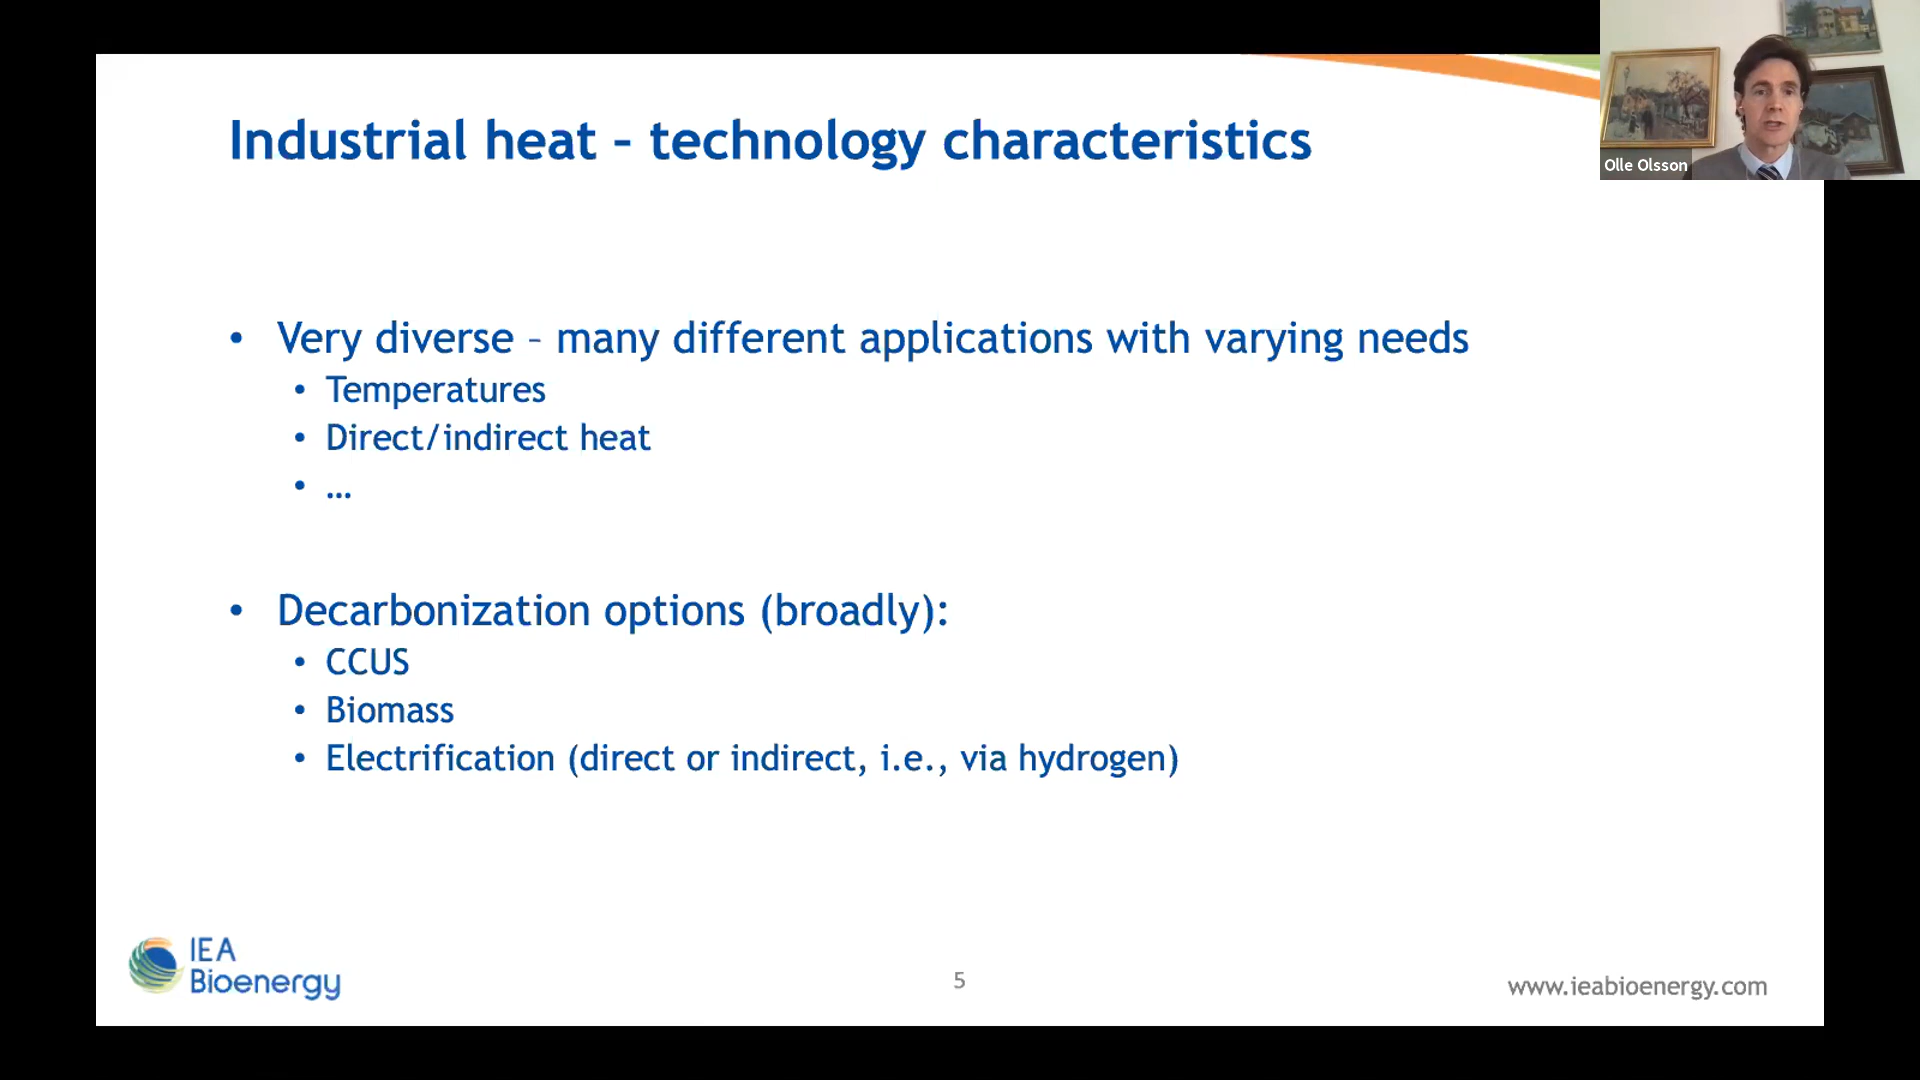 Industrial heat – technology characteristics
Olle Olsson
• Very diverse – many different applications with varying needs
• Temperatures
• Direct/indirect heat
• …
• Decarbonization options (broadly):
• CCUS
• Biomass
• Electrification (direct or indirect, i.e., via hydrogen)
IEA
Bioenergy
5
www.ieabioenergy.com